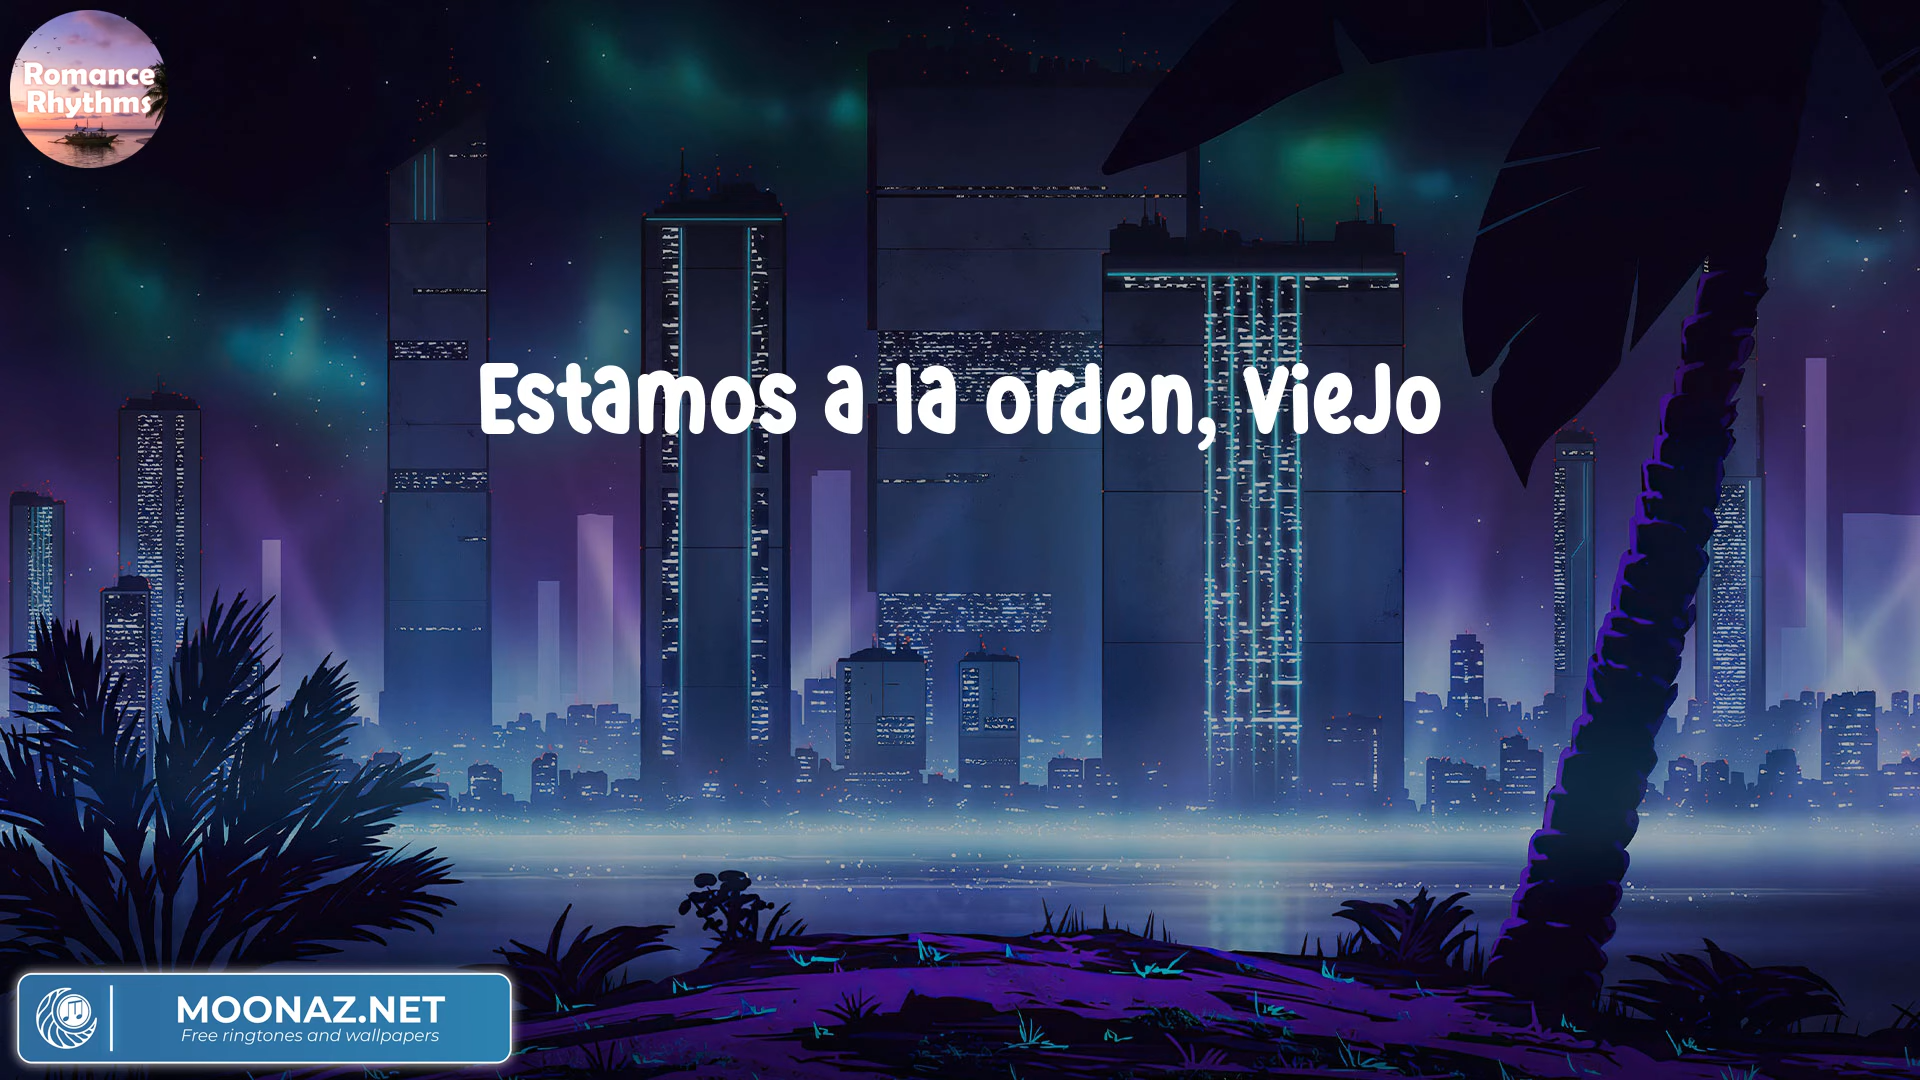 Romance
Rhythms
Estamos a la orden, viejo
MOONAZ.NET
Free ringtones and wallpapers